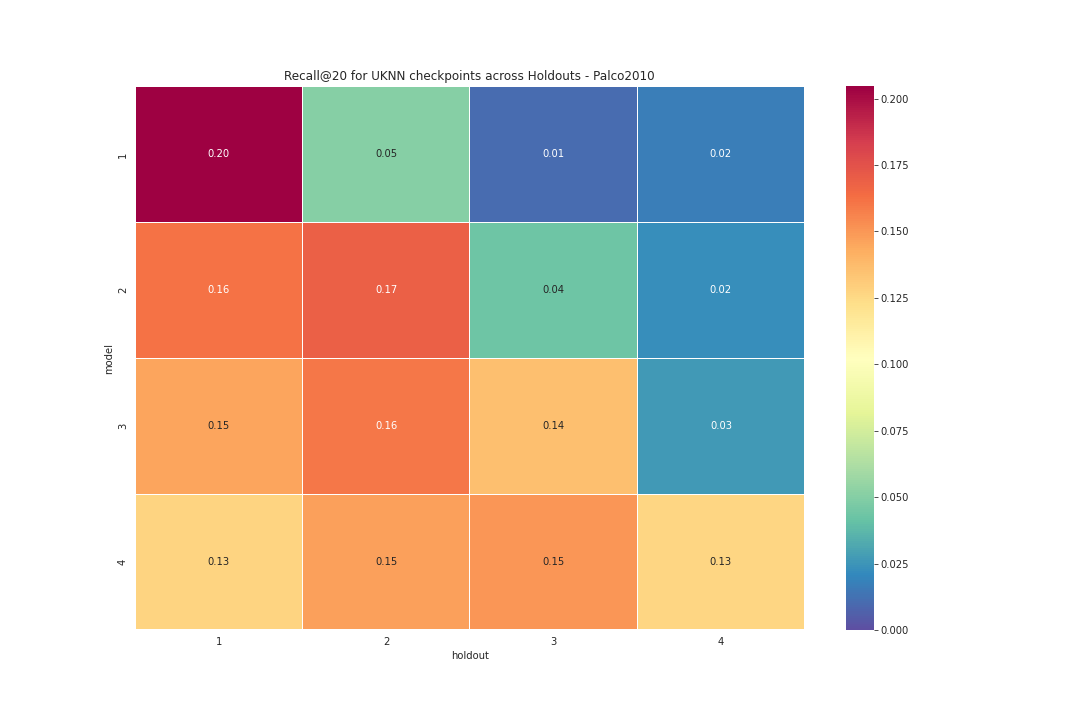 Recall@20 for UKNN checkpoints across Holdouts - Palco2010
0.200
0.175
0.150
0.125
0.100
0.075
0.050
0.025
0.000
model
1
0.20 0.05 0.01 0.02
2
0.16 0.17 0.04 0.02
3
0.15 0.16 0.14 0.03
4
0.13 0.15 0.15 0.13
1 2 3 4
holdout